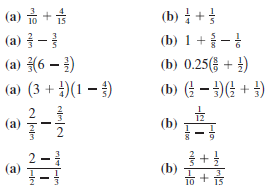 (a) 3/10 + 4/15 (b) 1/4 + 1/5
(a) 2/3 − 3/5 (b) 1 + 5/8 − 1/6
(a) 2/3(6 − 3/2) (b) 0.25(8/9 + 1/2)
(a) (3 + 1/4)(1 − 4/5) (b) (1/2 − 1/3)(1/2 + 1/3)
(a) 2/(2/3) − (2/3)/2 (b) (1/12)/(1/8 − 1/9)
(a) (2 − 3/4)/(1/2 − 1/3) (b) (2/5 + 1/2)/(1/10 + 3/15)